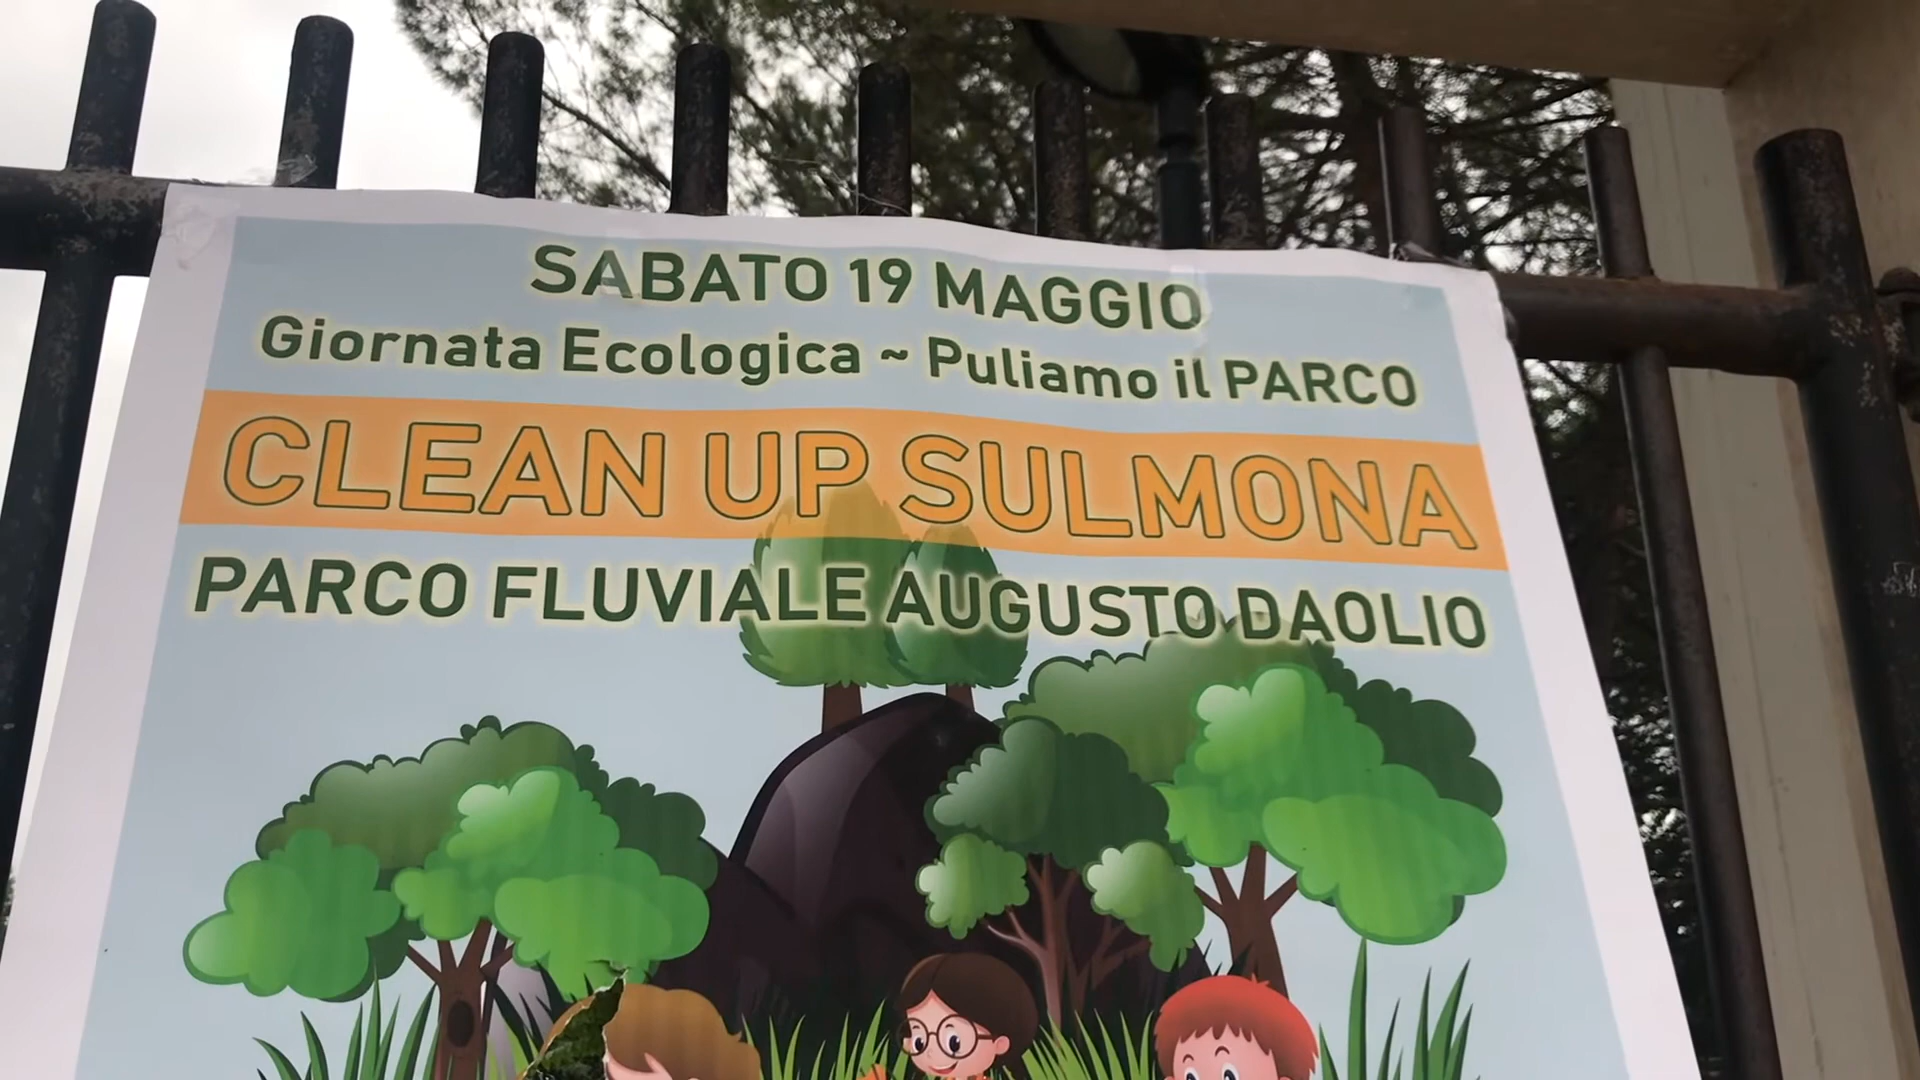 SABATO 19 MAGGIO
Giornata Ecologica ~ Puliamo il PARCO
CLEAN UP SULMONA
PARCO FLUVIALE AUGUSTO DAOLIO